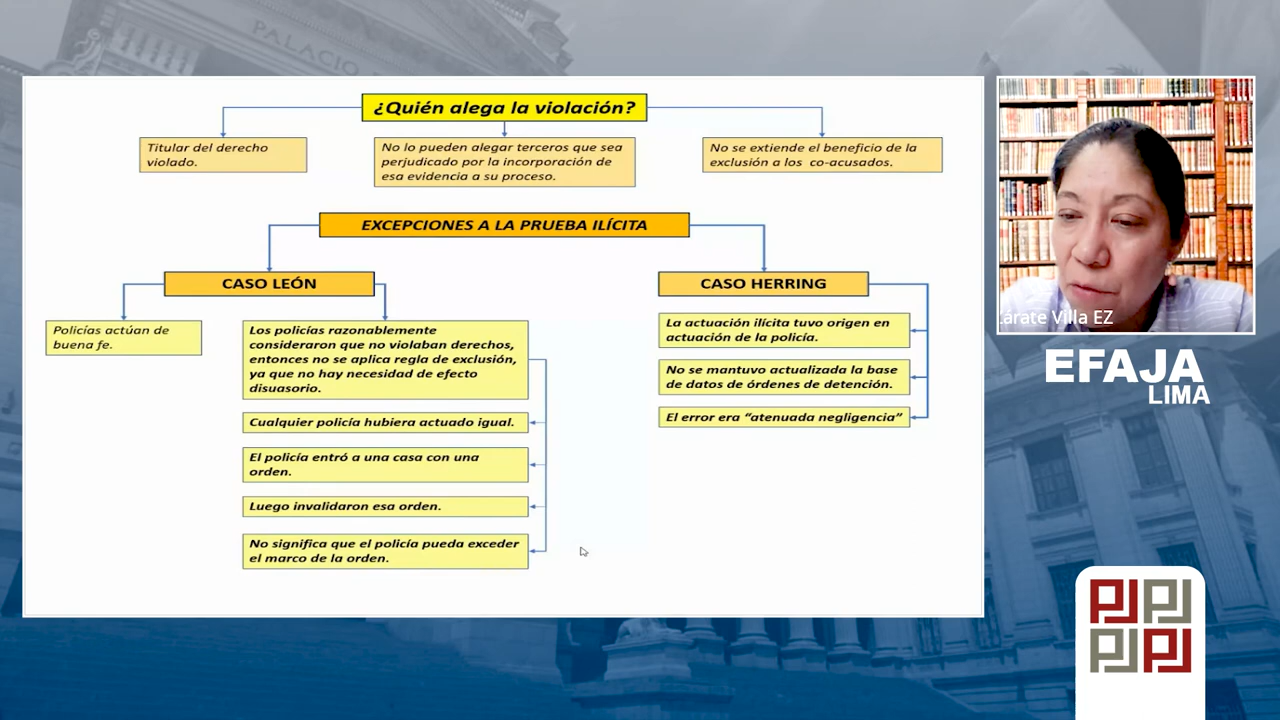 PALACIO
¿Quién alega la violación?
Titular del derecho
violado.
No lo pueden alegar terceros que sea
perjudicado por la incorporación de
esa evidencia a su proceso.
No se extiende el beneficio de la
exclusión a los co-acusados.
EXCEPCIONES A LA PRUEBA ILÍCITA
CASO LEÓN
Policías actúan de
buena fe.
Los policías razonablemente
consideraron que no violaban derechos,
entonces no se aplica regla de exclusión,
ya que no hay necesidad de efecto
disuasorio.
Cualquier policía hubiera actuado igual.
El policía entró a una casa con una
orden.
Luego invalidaron esa orden.
No significa que el policía pueda exceder
el marco de la orden.
CASO HERRING
La actuación ilícita tuvo origen en
actuación de la policía.
No se mantuvo actualizada la base
de datos de órdenes de detención.
El error era “atenuada negligencia”
árate Villa EZ
EFAJA
LIMA
PJ PJ
PJ PJ